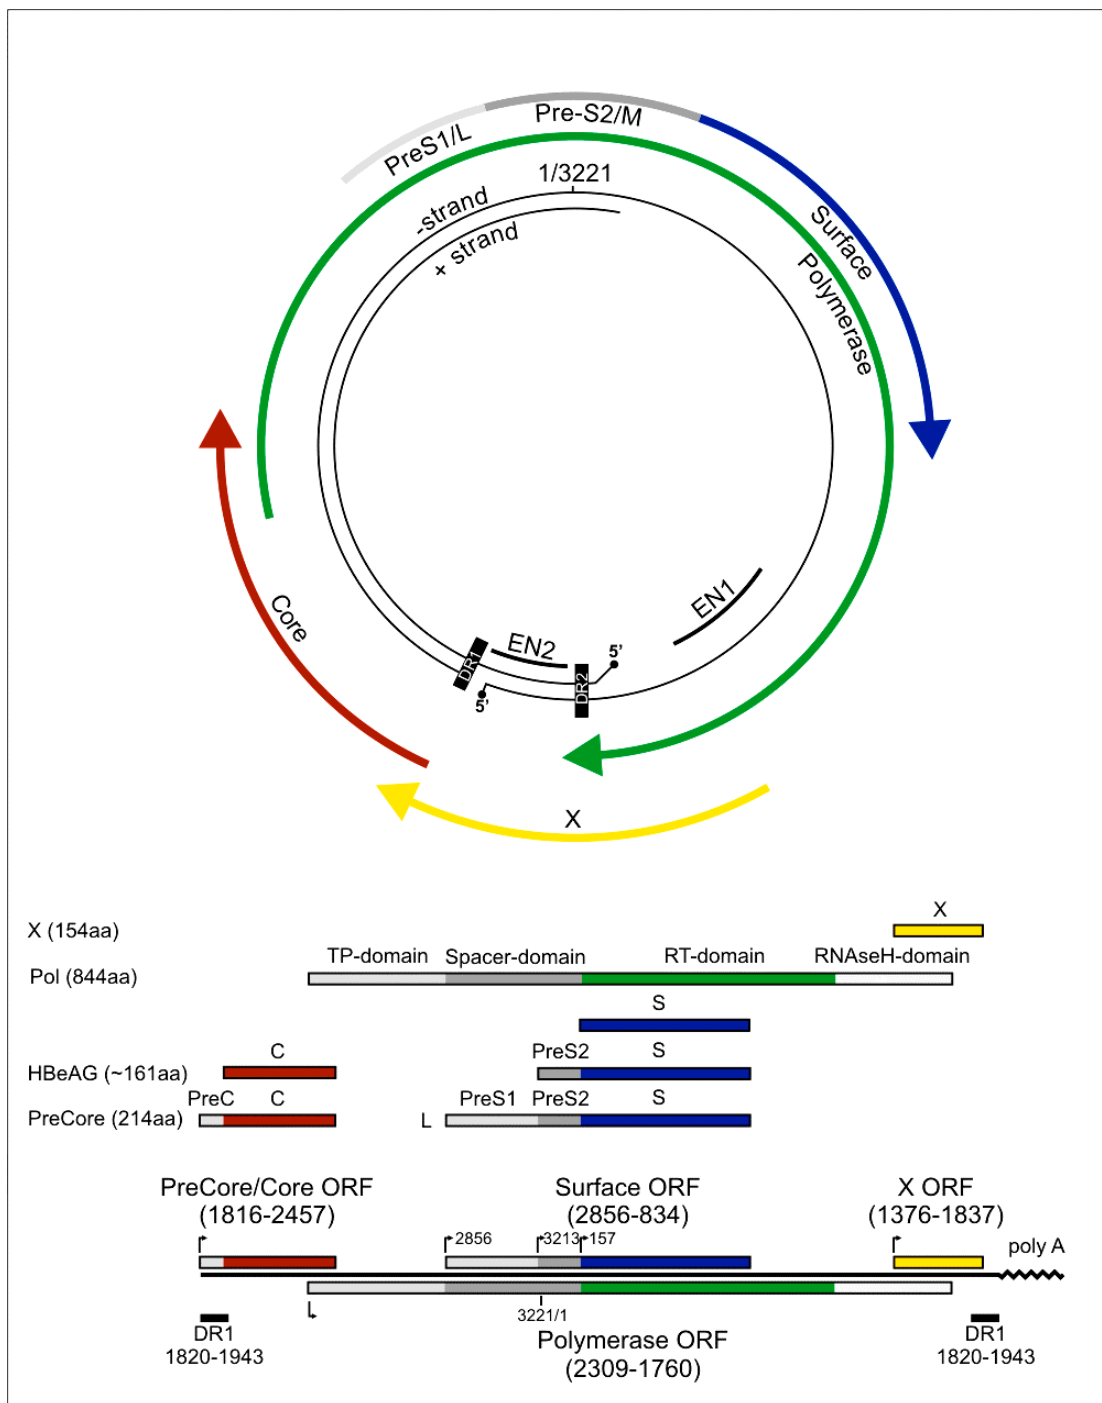 PreS1/L
Pre-S2/M
1/3221
-strand
+ strand
Surface
Polymerase
Core
EN1
EN2
DR1
DR2
5'
5'
X
X
X (154aa)
TP-domain
Spacer-domain
RT-domain
RNAseH-domain
Pol (844aa)
S
C
PreS2
S
HBeAG (~161aa)
PreC
C
PreS1
PreS2
S
PreCore (214aa)
L
PreCore/Core ORF
(1816-2457)
Surface ORF
(2856-834)
X ORF
(1376-1837)
2856
3213
157
poly A
3221/1
DR1
1820-1943
Polymerase ORF
(2309-1760)
DR1
1820-1943